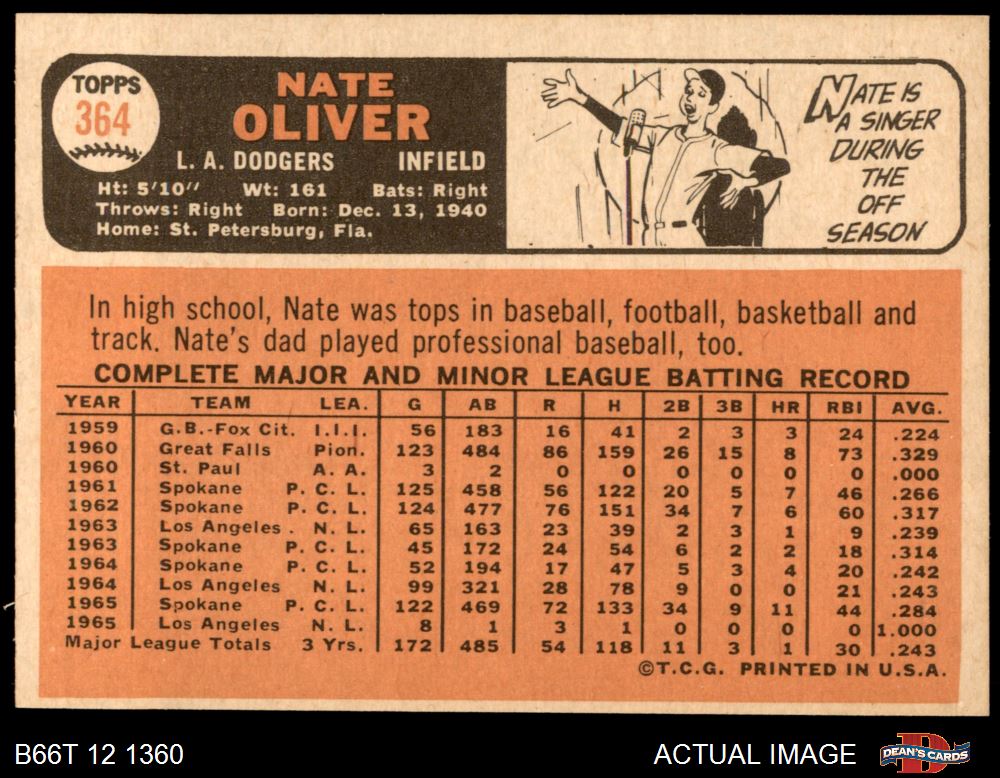 TOPPS
364
NATE
OLIVER
L. A. DODGERS INFIELD
Ht: 5'10" Wt: 161 Bats: Right
Throws: Right Born: Dec. 13, 1940
Home: St. Petersburg, Fla.
NATE IS
A SINGER
DURING
THE
OFF
SEASON
In high school, Nate was tops in baseball, football, basketball and
track. Nate's dad played professional baseball, too.
COMPLETE MAJOR AND MINOR LEAGUE BATTING RECORD
YEAR TEAM LEA. G AB R H 2B 3B HR RBI AVG.
1959 G.B.-Fox Cit. I.I.I. 56 183 16 41 2 3 3 24 .224
1960 Great Falls Pion. 123 484 86 159 26 15 8 73 .329
1960 St. Paul A. A. 3 2 0 0 0 0 0 0 .000
1961 Spokane P. C. L. 125 458 56 122 20 5 7 46 .266
1962 Spokane P. C. L. 124 477 76 151 34 7 6 60 .317
1963 Los Angeles . N. L. 65 163 23 39 2 3 1 9 .239
1963 Spokane P. C. L. 45 172 24 54 6 2 2 18 .314
1964 Spokane P. C. L. 52 194 17 47 5 3 4 20 .242
1964 Los Angeles N. L. 99 321 28 78 9 0 0 21 .243
1965 Spokane P. C. L. 122 469 72 133 34 9 11 44 .284
1965 Los Angeles N. L. 8 1 3 1 0 0 0 0 1.000
Major League Totals 3 Yrs. 172 485 54 118 11 3 1 30 .243
©T.C.G. PRINTED IN U.S.A.
B66T 12 1360 ACTUAL IMAGE DEAN'S CARDS